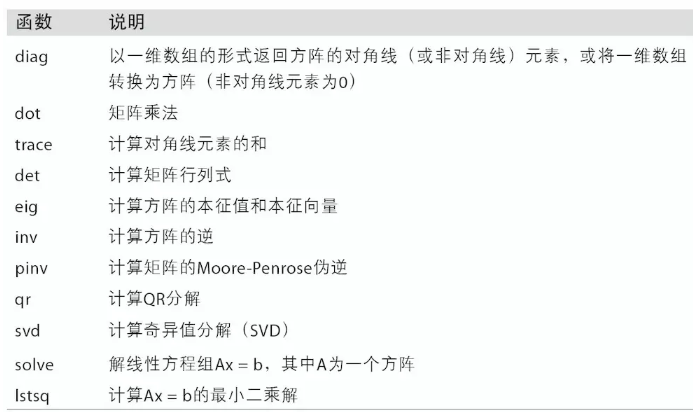 函数 说明
diag 以一维数组的形式返回方阵的对角线（或非对角线）元素，或将一维数组
转换为方阵（非对角线元素为0）
dot 矩阵乘法
trace 计算对角线元素的和
det 计算矩阵行列式
eig 计算方阵的本征值和本征向量
inv 计算方阵的逆
pinv 计算矩阵的Moore-Penrose伪逆
qr 计算QR分解
svd 计算奇异值分解（SVD）
solve 解线性方程组Ax = b，其中A为一个方阵
lstsq 计算Ax = b的最小二乘解